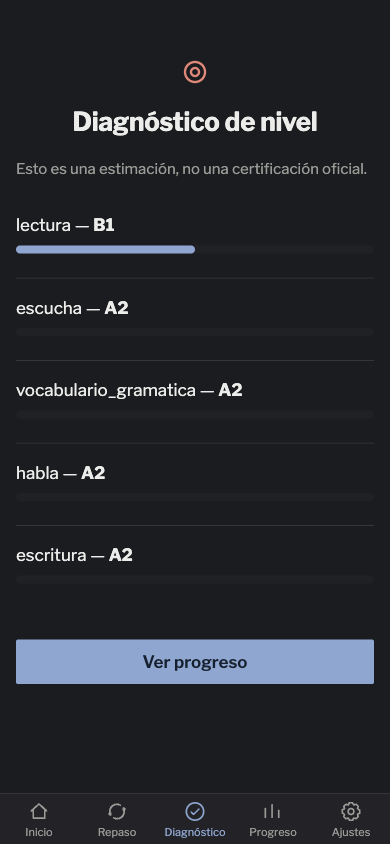 Diagnóstico de nivel
Esto es una estimación, no una certificación oficial.
lectura — B1
escucha — A2
vocabulario_gramatica — A2
habla — A2
escritura — A2
Ver progreso
Inicio
Repaso
Diagnóstico
Progreso
Ajustes